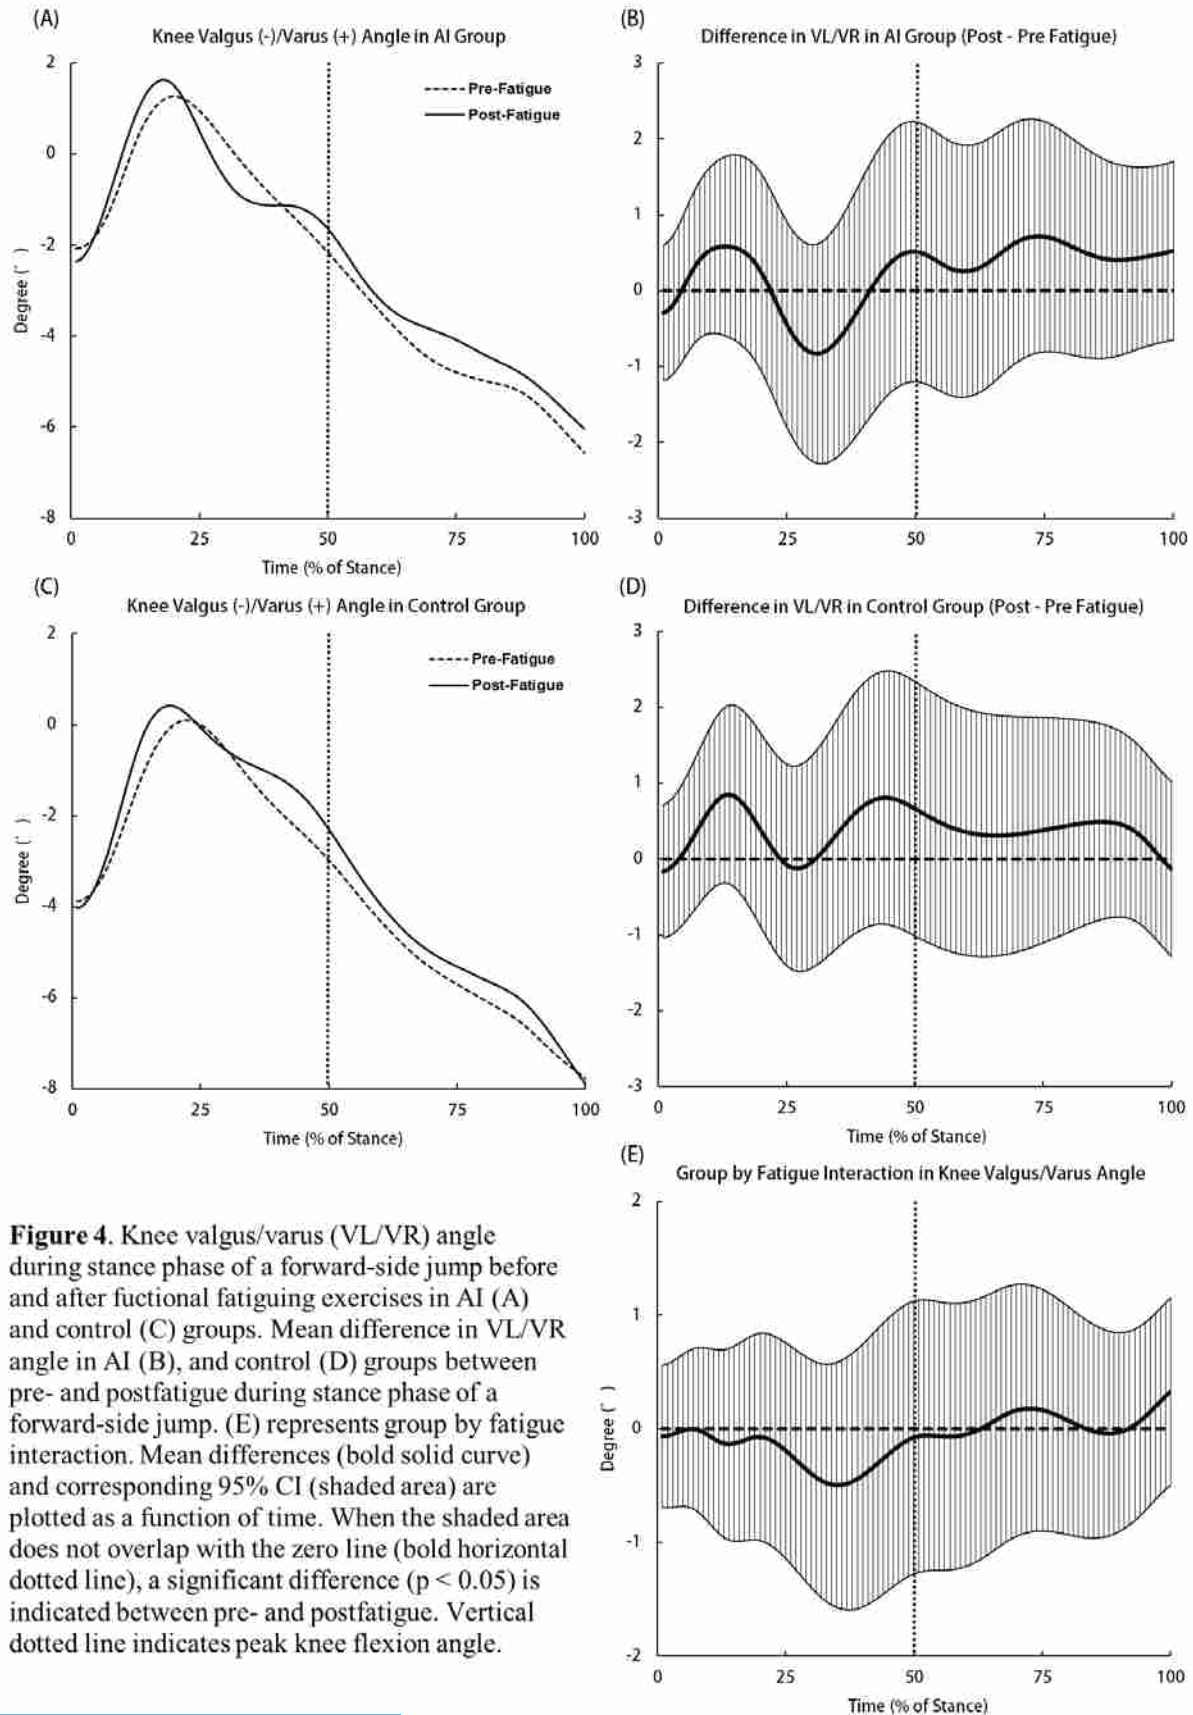 (A)
Knee Valgus (-)/Varus (+) Angle in AI Group
2
0
-2
-4
-6
-8
Degree (˚)
Pre-Fatigue
Post-Fatigue
0 25 50 75 100
Time (% of Stance)
(B)
Difference in VL/VR in AI Group (Post - Pre Fatigue)
3
2
1
0
-1
-2
-3
0 25 50 75 100
(C)
Knee Valgus (-)/Varus (+) Angle in Control Group
2
0
-2
-4
-6
-8
Degree (˚)
Pre-Fatigue
Post-Fatigue
0 25 50 75 100
Time (% of Stance)
(D)
Difference in VL/VR in Control Group (Post - Pre Fatigue)
3
2
1
0
-1
-2
-3
0 25 50 75 100
Time (% of Stance)
(E)
Group by Fatigue Interaction in Knee Valgus/Varus Angle
2
1
0
-1
-2
Degree (˚)
0 25 50 75 100
Time (% of Stance)
Figure 4. Knee valgus/varus (VL/VR) angle
during stance phase of a forward-side jump before
and after fuctional fatiguing exercises in AI (A)
and control (C) groups. Mean difference in VL/VR
angle in AI (B), and control (D) groups between
pre- and postfatigue during stance phase of a
forward-side jump. (E) represents group by fatigue
interaction. Mean differences (bold solid curve)
and corresponding 95% CI (shaded area) are
plotted as a function of time. When the shaded area
does not overlap with the zero line (bold horizontal
dotted line), a significant difference (p < 0.05) is
indicated between pre- and postfatigue. Vertical
dotted line indicates peak knee flexion angle.